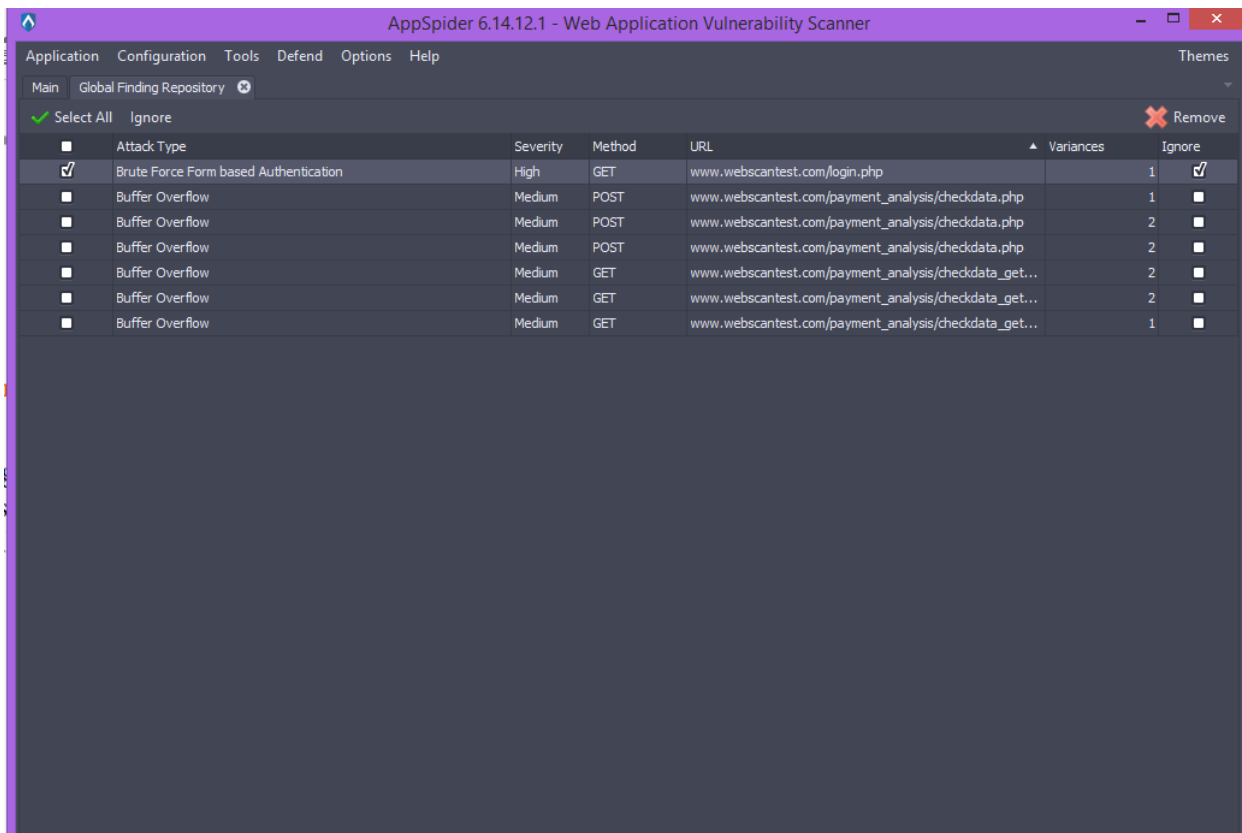 AppSpider 6.14.12.1 - Web Application Vulnerability Scanner
Application Configuration Tools Defend Options Help Themes
Main Global Finding Repository
Select All Ignore Remove
Attack Type Severity Method URL Variances Ignore
Brute Force Form based Authentication High GET www.webscantest.com/login.php 1
Buffer Overflow Medium POST www.webscantest.com/payment_analysis/checkdata.php 1
Buffer Overflow Medium POST www.webscantest.com/payment_analysis/checkdata.php 2
Buffer Overflow Medium POST www.webscantest.com/payment_analysis/checkdata.php 2
Buffer Overflow Medium GET www.webscantest.com/payment_analysis/checkdata_get... 2
Buffer Overflow Medium GET www.webscantest.com/payment_analysis/checkdata_get... 2
Buffer Overflow Medium GET www.webscantest.com/payment_analysis/checkdata_get... 1